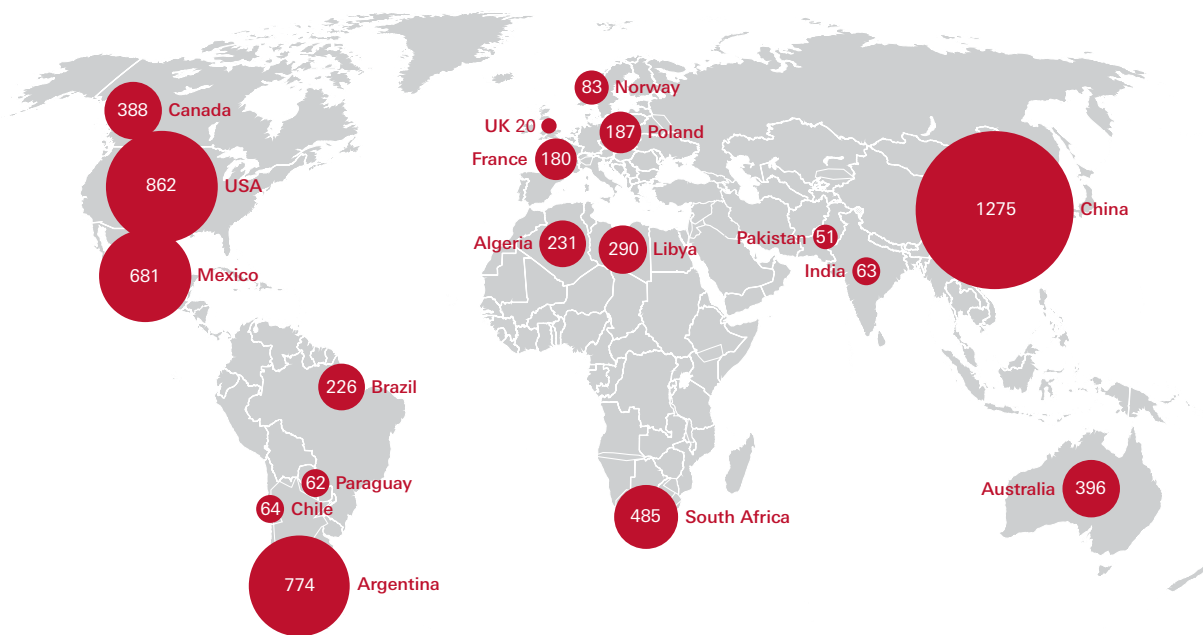 83 Norway
388 Canada
UK 20
187 Poland
France 180
862 USA
1275 China
Pakistan 51
Algeria 231
290 Libya
India 63
681 Mexico
226 Brazil
62 Paraguay
Australia 396
64 Chile
485 South Africa
774 Argentina